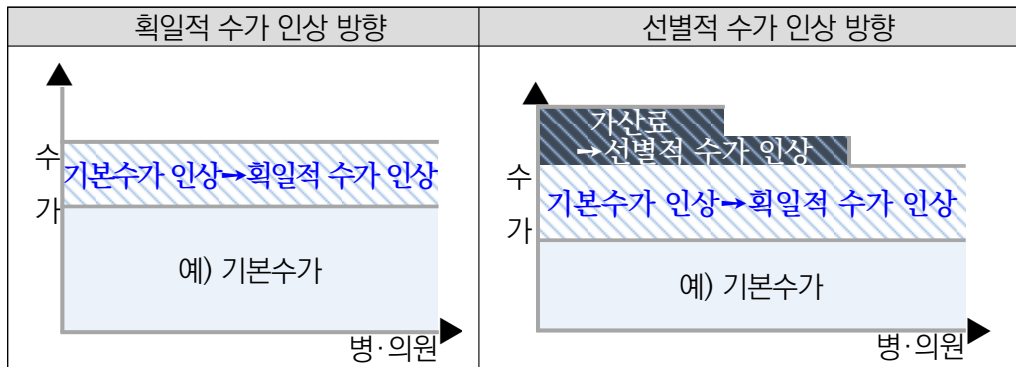 획일적 수가 인상 방향
선별적 수가 인상 방향
수
가
기본수가 인상→획일적 수가 인상
예) 기본수가
병·의원
수
가
가산료
→선별적 수가 인상
기본수가 인상→획일적 수가 인상
예) 기본수가
병·의원